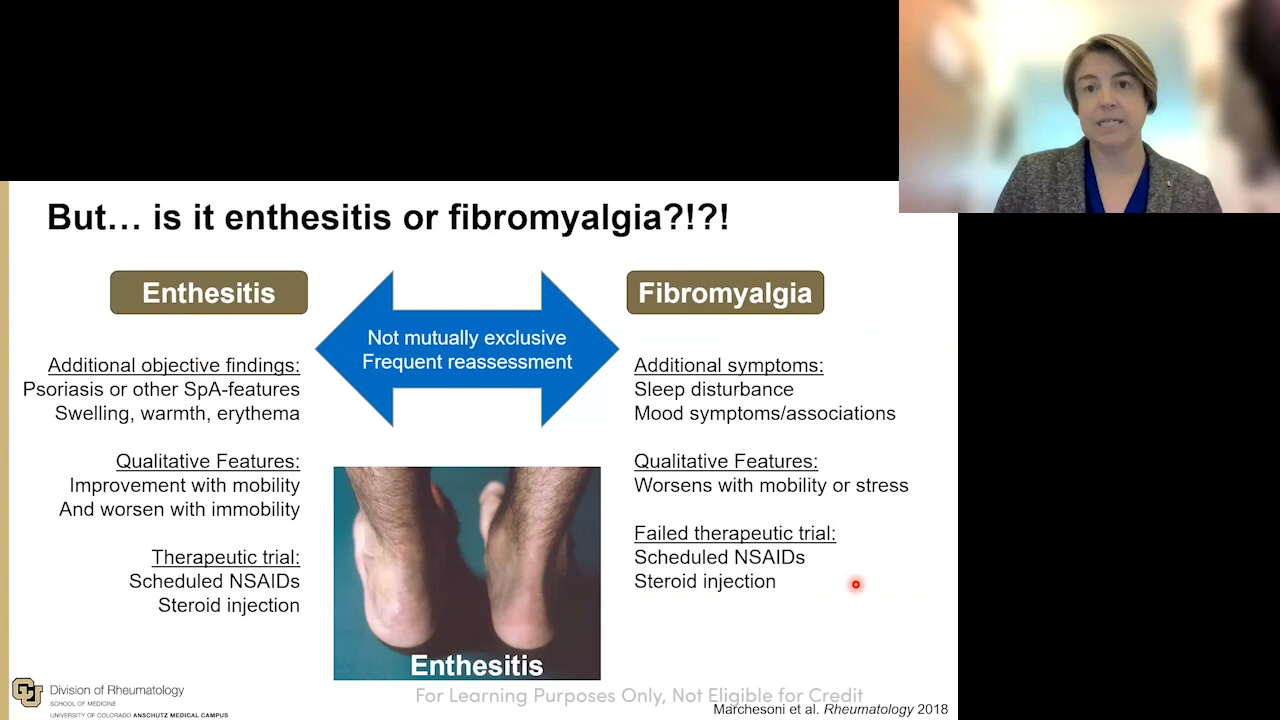 But… is it enthesitis or fibromyalgia?!?!
Enthesitis
Fibromyalgia
Not mutually exclusive
Frequent reassessment
Additional objective findings:
Psoriasis or other SpA-features
Swelling, warmth, erythema
Qualitative Features:
Improvement with mobility
And worsen with immobility
Therapeutic trial:
Scheduled NSAIDs
Steroid injection
Additional symptoms:
Sleep disturbance
Mood symptoms/associations
Qualitative Features:
Worsens with mobility or stress
Failed therapeutic trial:
Scheduled NSAIDs
Steroid injection
Enthesitis
Division of Rheumatology
SCHOOL OF MEDICINE
UNIVERSITY OF COLORADO ANSCHUTZ MEDICAL CAMPUS
For Learning Purposes Only, Not Eligible for Credit
Marchesoni et al. Rheumatology 2018